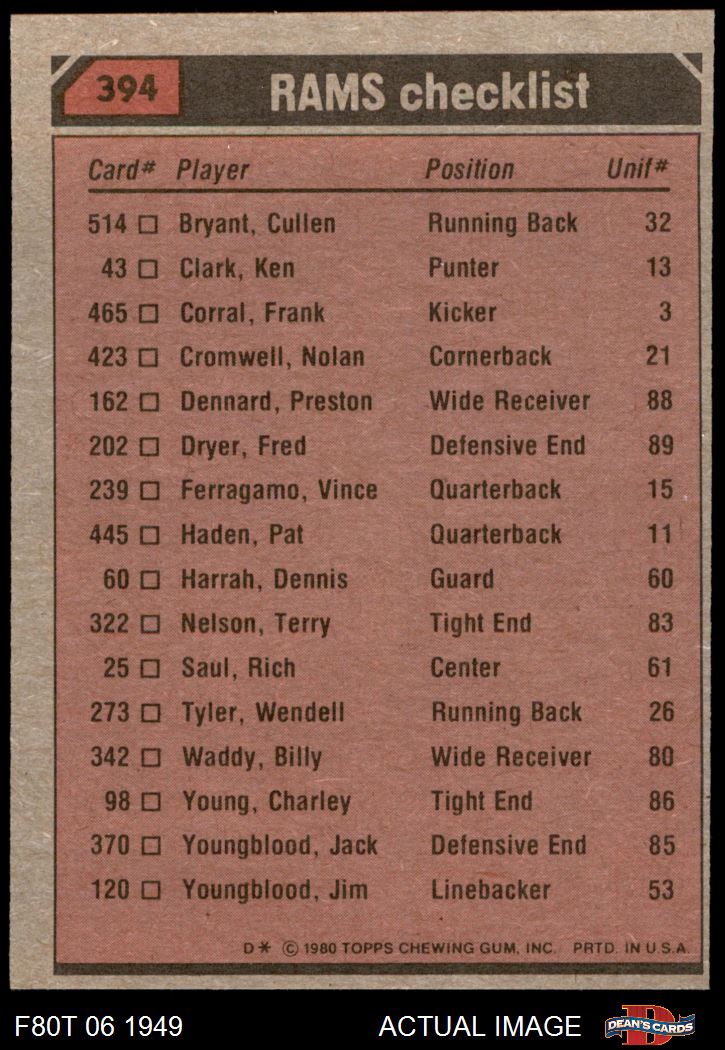 394 RAMS checklist
Card# Player Position Unif#
514 □ Bryant, Cullen Running Back 32
43 □ Clark, Ken Punter 13
465 □ Corral, Frank Kicker 3
423 □ Cromwell, Nolan Cornerback 21
162 □ Dennard, Preston Wide Receiver 88
202 □ Dryer, Fred Defensive End 89
239 □ Ferragamo, Vince Quarterback 15
445 □ Haden, Pat Quarterback 11
60 □ Harrah, Dennis Guard 60
322 □ Nelson, Terry Tight End 83
25 □ Saul, Rich Center 61
273 □ Tyler, Wendell Running Back 26
342 □ Waddy, Billy Wide Receiver 80
98 □ Young, Charley Tight End 86
370 □ Youngblood, Jack Defensive End 85
120 □ Youngblood, Jim Linebacker 53
D* © 1980 TOPPS CHEWING GUM, INC. PRTD. IN U.S.A.
F80T 06 1949 ACTUAL IMAGE D DEAN'S CARDS